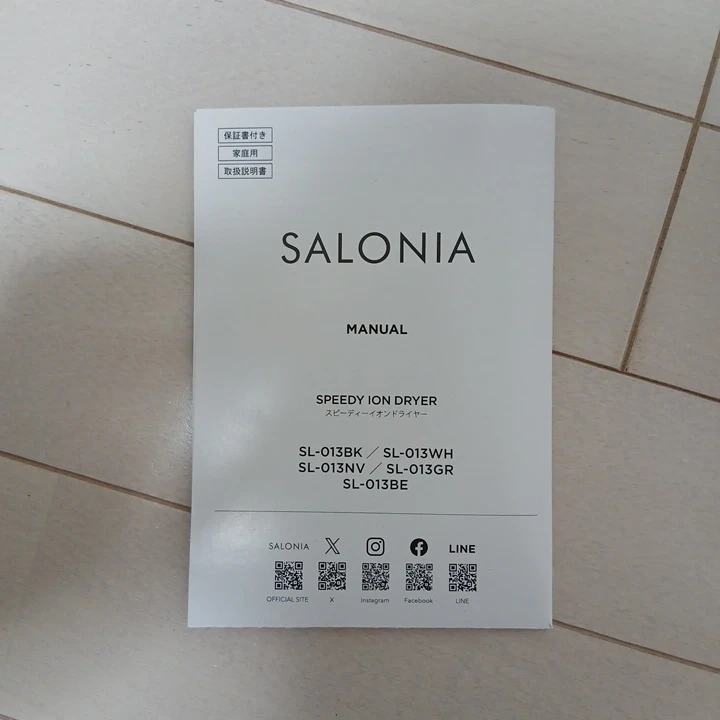 保証書付き
家庭用
取扱説明書
SALONIA
MANUAL
SPEEDY ION DRYER
スピーディーイオンドライヤー
SL-013BK / SL-013WH
SL-013NV / SL-013GR
SL-013BE
SALONIA LINE
OFFICIAL SITE X Instagram Facebook LINE